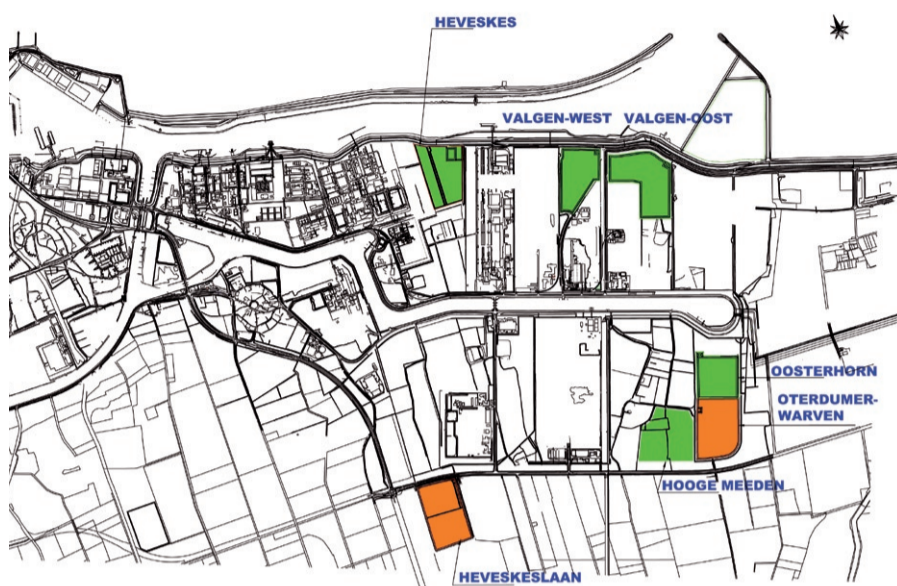 HEVESKES
VALGEN-WEST VALGEN-OOST
OOSTERHORN
OTERDUMER-
WARVEN
HOOGE MEEDEN
HEVESKESLAAN